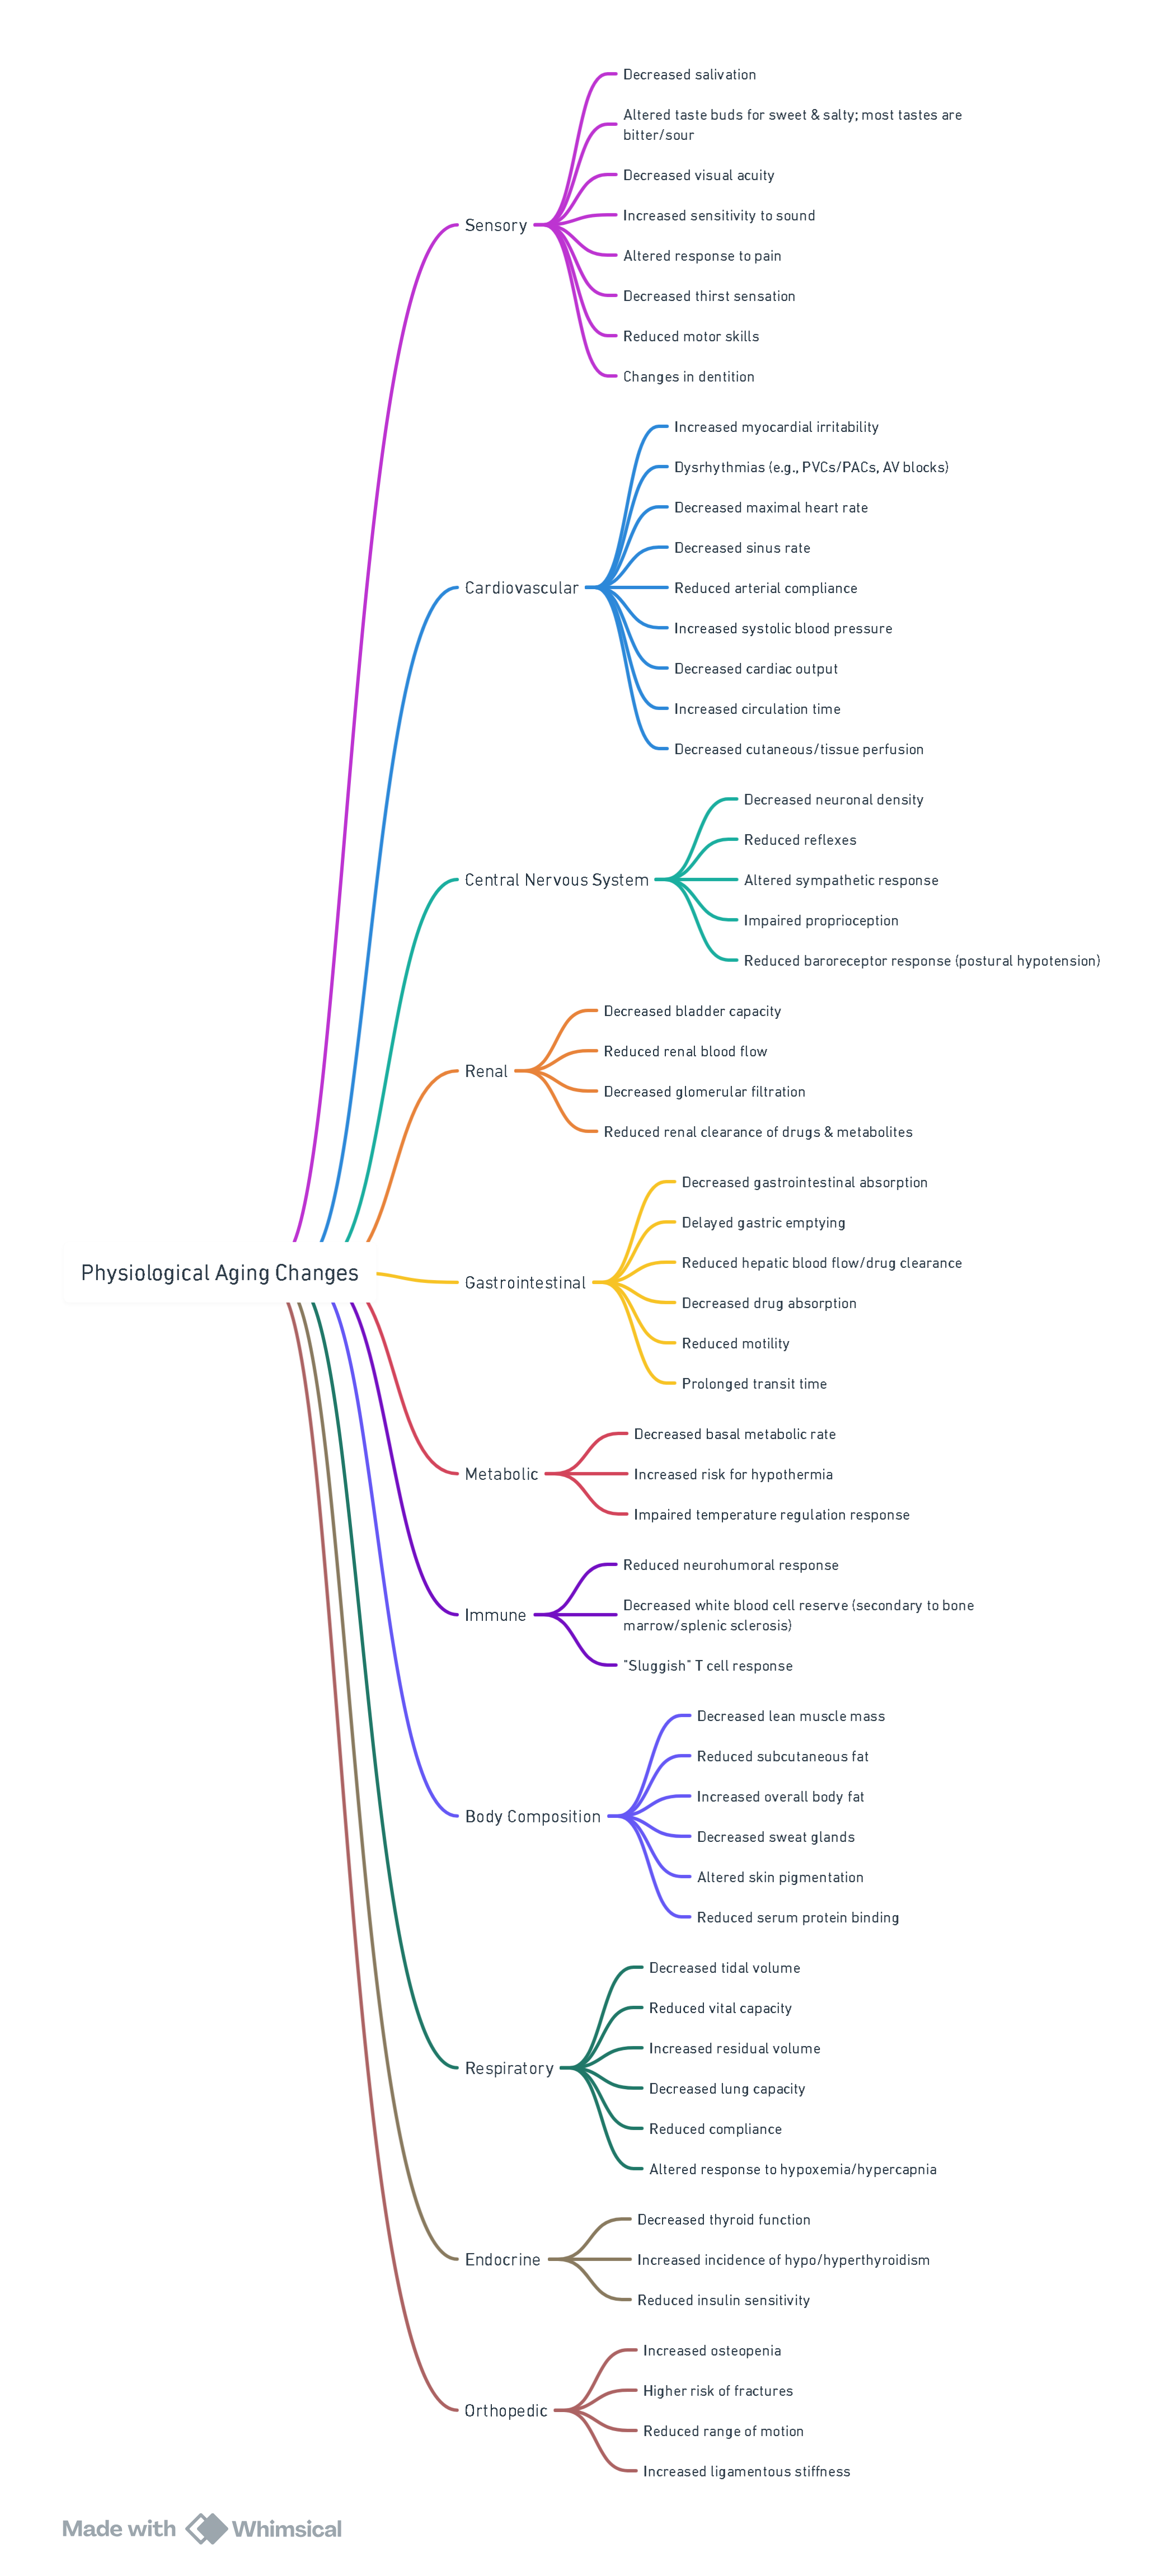 Decreased salivation
Altered taste buds for sweet & salty; most tastes are
bitter/sour
Decreased visual acuity
Sensory
Increased sensitivity to sound
Altered response to pain
Decreased thirst sensation
Reduced motor skills
Changes in dentition
Increased myocardial irritability
Dysrhythmias (e.g., PVCs/PACs, AV blocks)
Decreased maximal heart rate
Decreased sinus rate
Cardiovascular
Reduced arterial compliance
Increased systolic blood pressure
Decreased cardiac output
Increased circulation time
Decreased cutaneous/tissue perfusion
Decreased neuronal density
Reduced reflexes
Central Nervous System
Altered sympathetic response
Impaired proprioception
Reduced baroreceptor response (postural hypotension)
Decreased bladder capacity
Reduced renal blood flow
Renal
Decreased glomerular filtration
Reduced renal clearance of drugs & metabolites
Physiological Aging Changes
Decreased gastrointestinal absorption
Delayed gastric emptying
Reduced hepatic blood flow/drug clearance
Gastrointestinal
Decreased drug absorption
Reduced motility
Prolonged transit time
Decreased basal metabolic rate
Metabolic
Increased risk for hypothermia
Impaired temperature regulation response
Reduced neurohumoral response
Immune
Decreased white blood cell reserve (secondary to bone
marrow/splenic sclerosis)
"Sluggish" T cell response
Decreased lean muscle mass
Reduced subcutaneous fat
Increased overall body fat
Body Composition
Decreased sweat glands
Altered skin pigmentation
Reduced serum protein binding
Decreased tidal volume
Reduced vital capacity
Increased residual volume
Respiratory
Decreased lung capacity
Reduced compliance
Altered response to hypoxemia/hypercapnia
Decreased thyroid function
Endocrine
Increased incidence of hypo/hyperthyroidism
Reduced insulin sensitivity
Increased osteopenia
Higher risk of fractures
Orthopedic
Reduced range of motion
Increased ligamentous stiffness
Made with Whimsical